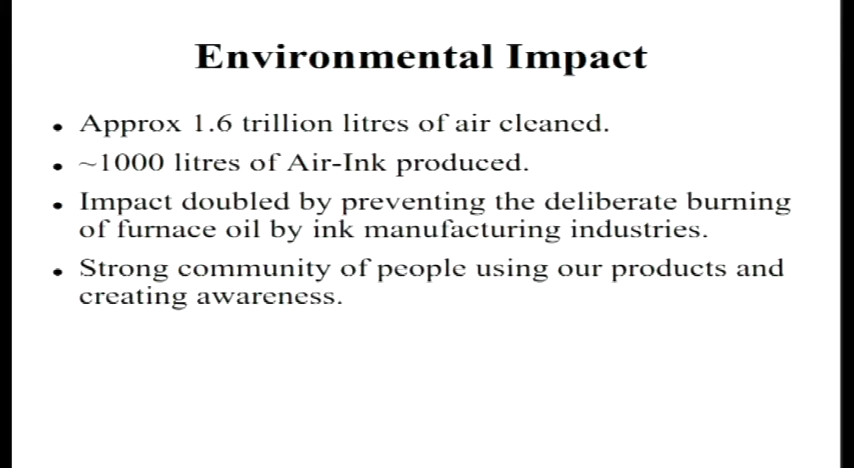 Environmental Impact
• Approx 1.6 trillion litres of air cleaned.
• ~1000 litres of Air-Ink produced.
• Impact doubled by preventing the deliberate burning
of furnace oil by ink manufacturing industries.
• Strong community of people using our products and
creating awareness.